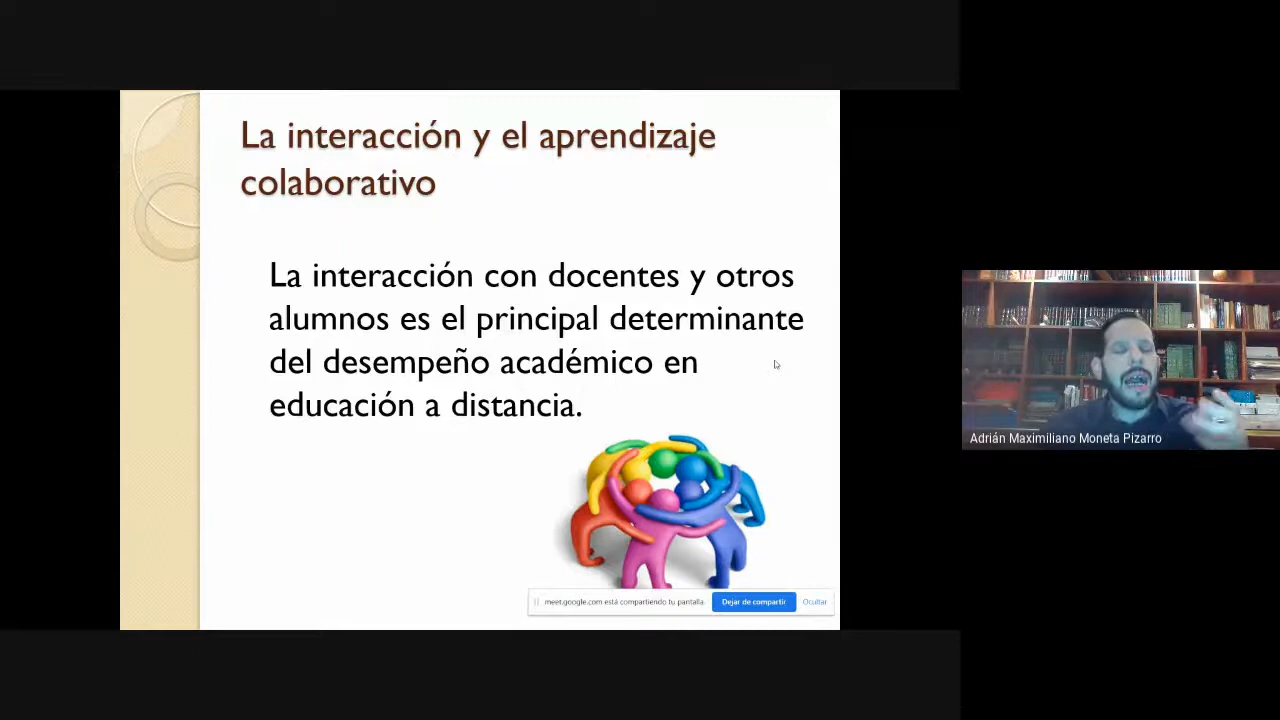 La interacción y el aprendizaje
colaborativo
La interacción con docentes y otros
alumnos es el principal determinante
del desempeño académico en
educación a distancia.
meet.google.com está compartiendo tu pantalla.
Dejar de compartir
Ocultar
Adrián Maximiliano Moneta Pizarro